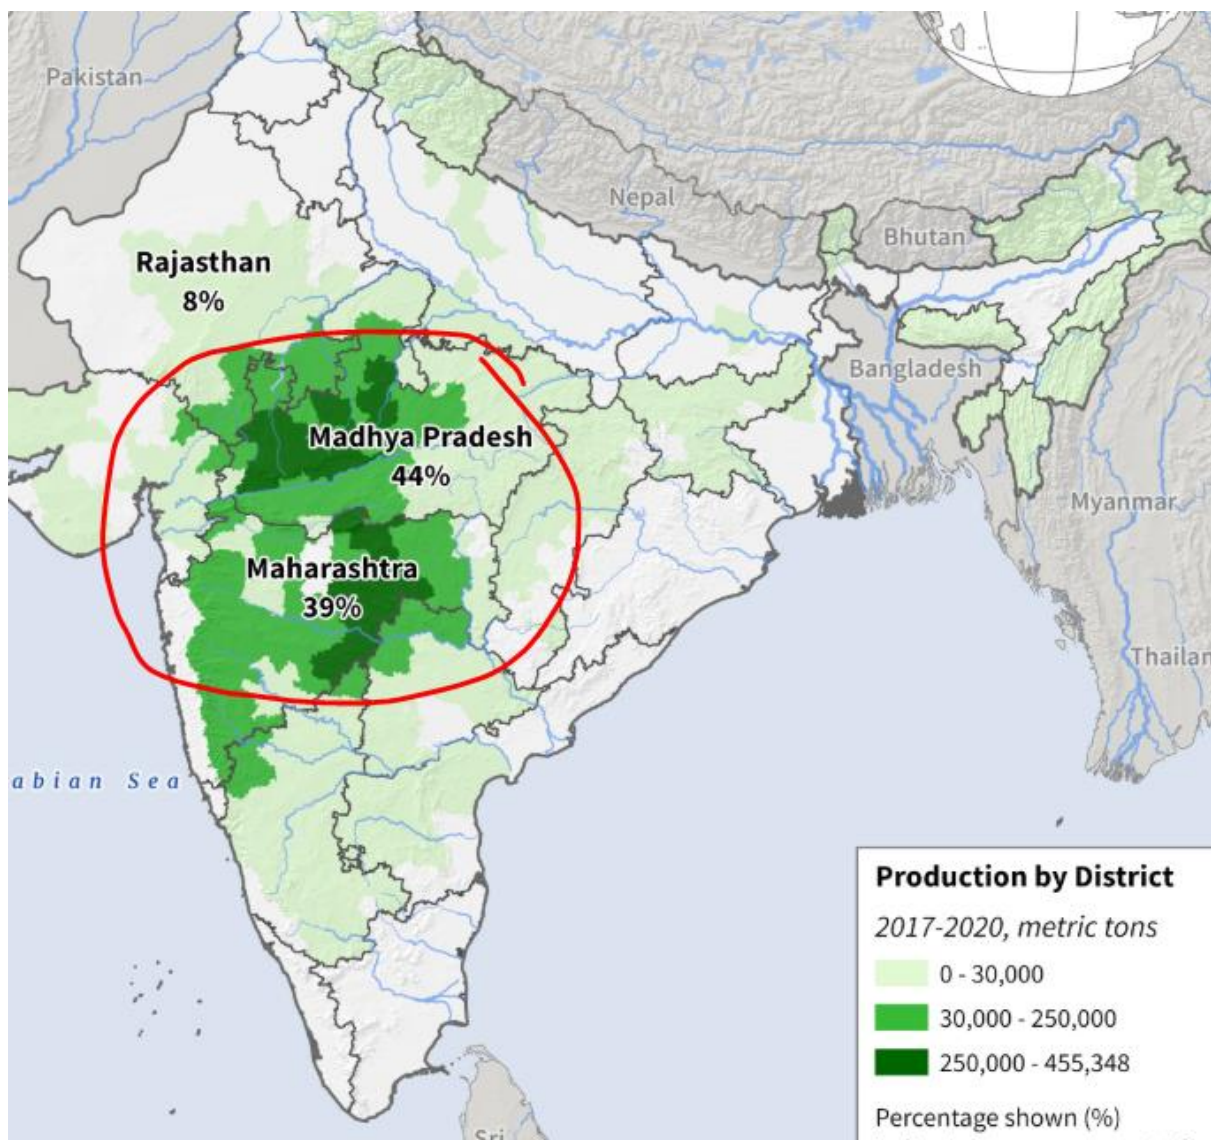 Pakistan
Nepal
Bhutan
Rajasthan
8%
Bangladesh
Madhya Pradesh
44%
Myanmar
Maharashtra
39%
Thailan
abian Sea
Production by District
2017-2020, metric tons
0 - 30,000
30,000 - 250,000
250,000 - 455,348
Percentage shown (%)
Sri